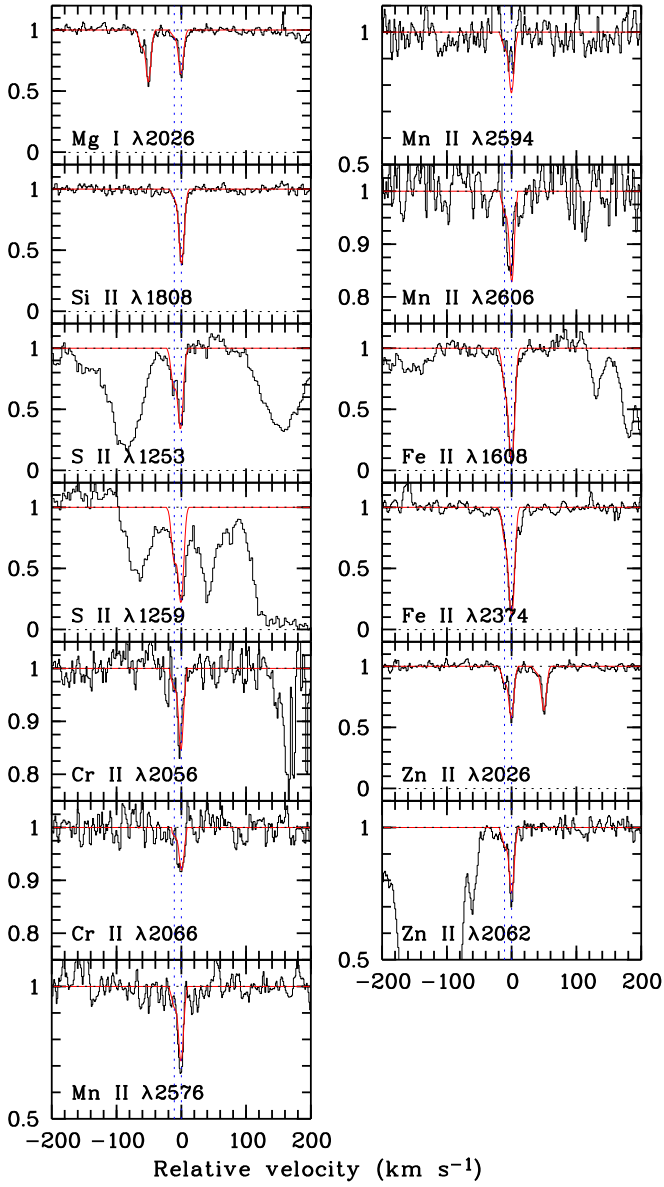 1
0.5
0
Mg I λ2026
1
0.5
0
Si II λ1808
1
0.5
0
S II λ1253
1
0.5
0
S II λ1259
1
0.9
0.8
Cr II λ2056
1
0.9
0.8
Cr II λ2066
1
0.5
Mn II λ2576
-200 -100 0 100 200
1
0.5
Mn II λ2594
1
0.9
0.8
Mn II λ2606
1
0.5
0
Fe II λ1608
1
0.5
0
Fe II λ2374
1
0.5
0
Zn II λ2026
1
0.5
Zn II λ2062
-200 -100 0 100 200
Relative velocity (km s⁻¹)